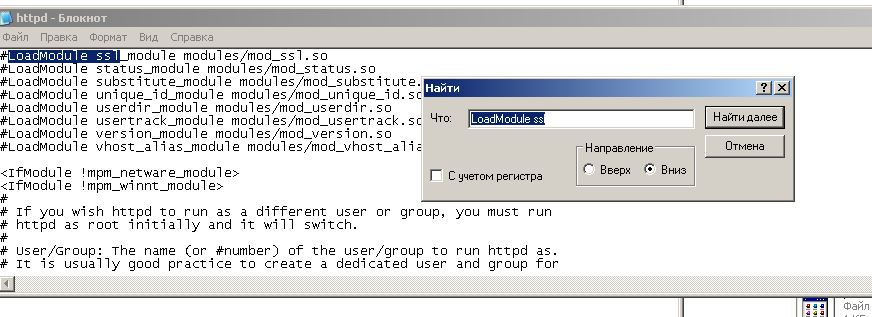 httpd - Блокнот
Файл Правка Формат Вид Справка
#LoadModule ssl_module modules/mod_ssl.so
#LoadModule status_module modules/mod_status.so
#LoadModule substitute_module modules/mod_substitute.
#LoadModule unique_id_module modules/mod_unique_id.so
#LoadModule userdir_module modules/mod_userdir.so
#LoadModule usertrack_module modules/mod_usertrack.so
#LoadModule version_module modules/mod_version.so
#LoadModule vhost_alias_module modules/mod_vhost_alia
<IfModule !mpm_netware_module>
<IfModule !mpm_winnt_module>
#
# If you wish httpd to run as a different user or group, you must run
# httpd as root initially and it will switch.
#
# User/Group: The name (or #number) of the user/group to run httpd as.
# It is usually good practice to create a dedicated user and group for
Найти
Что:
LoadModule ssl
Найти далее
Отмена
Направление
Вверх Вниз
С учетом регистра
Файл